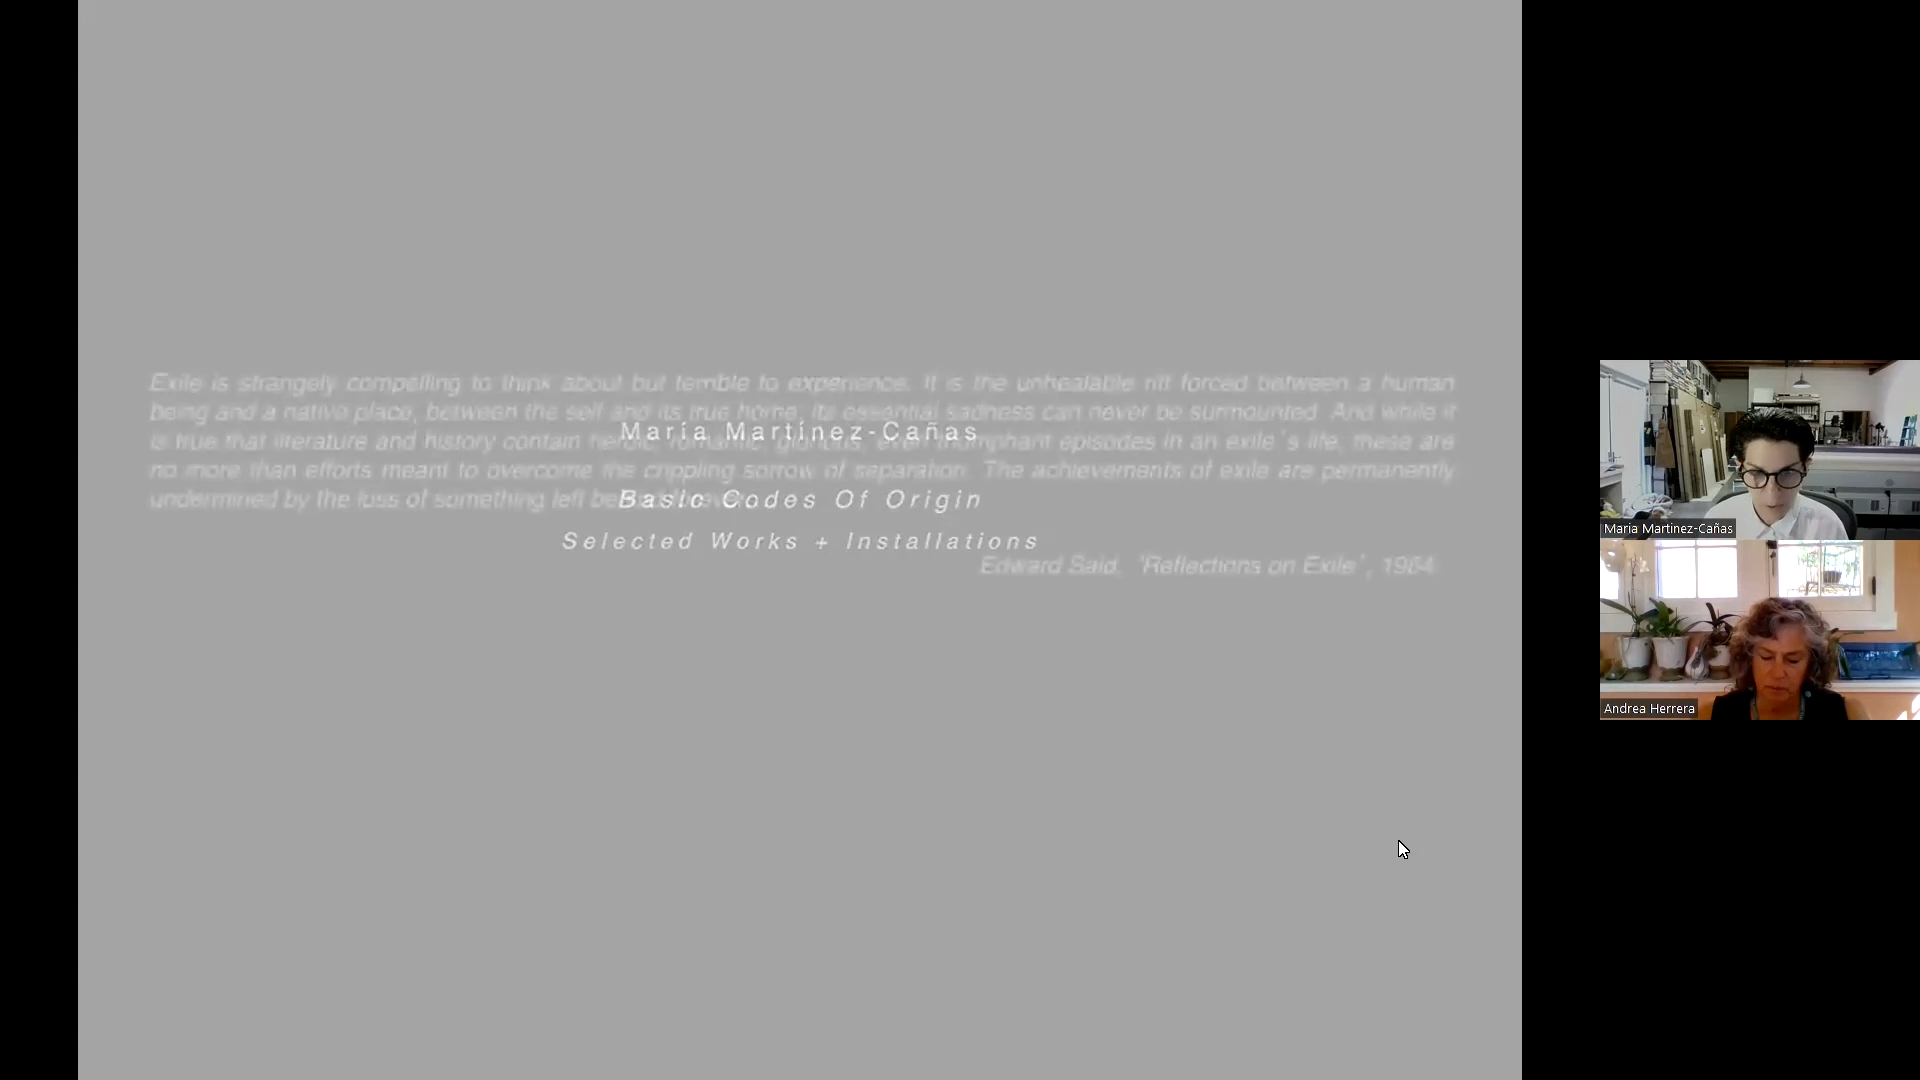 Exile is strangely compelling to think about but terrible to experience. It is the unhealable rift forced between a human
being and a native place, between the self and its true home: its essential sadness can never be surmounted. And while it
is true that literature and history contain heroic, romantic, glorious, even triumphant episodes in an exile's life, these are
María Martínez-Cañas
no more than efforts meant to overcome the crippling sorrow of separation. The achievements of exile are permanently
undermined by the loss of something left
Basic Codes Of Origin
Selected Works + Installations
Edward Said, 'Reflections on Exile', 1984
Maria Martinez-Cañas
Andrea Herrera